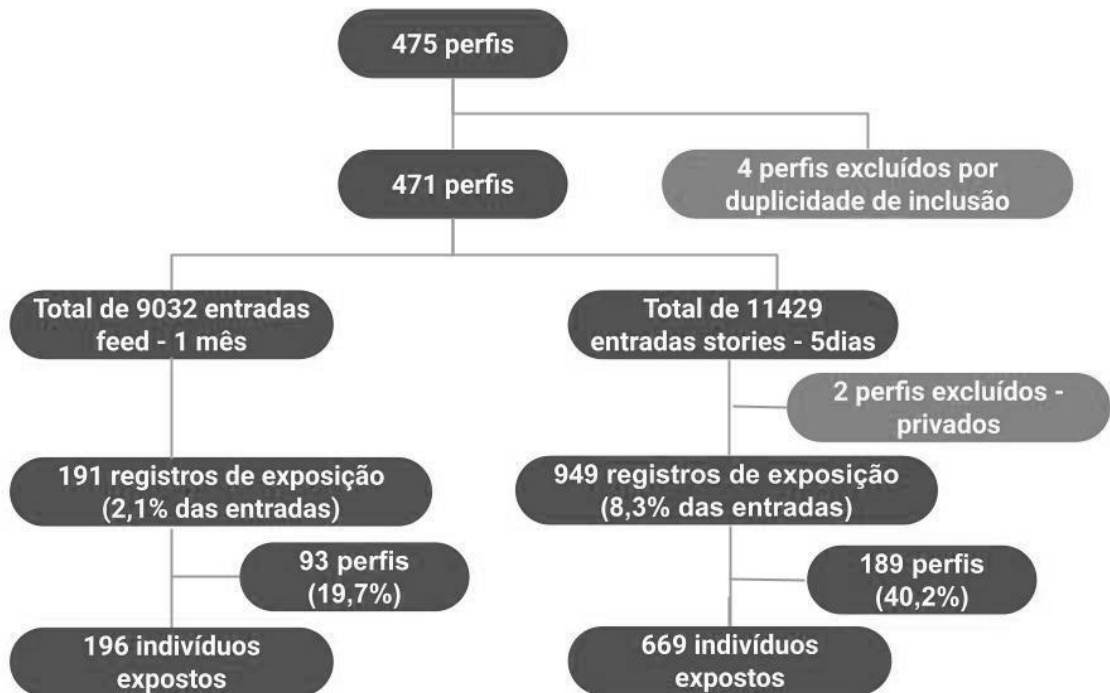 475 perfis
471 perfis
4 perfis excluídos por
duplicidade de inclusão
Total de 9032 entradas
feed - 1 mês
Total de 11429
entradas stories - 5dias
2 perfis excluídos -
privados
191 registros de exposição
(2,1% das entradas)
949 registros de exposição
(8,3% das entradas)
93 perfis
(19,7%)
189 perfis
(40,2%)
196 indivíduos
expostos
669 indivíduos
expostos